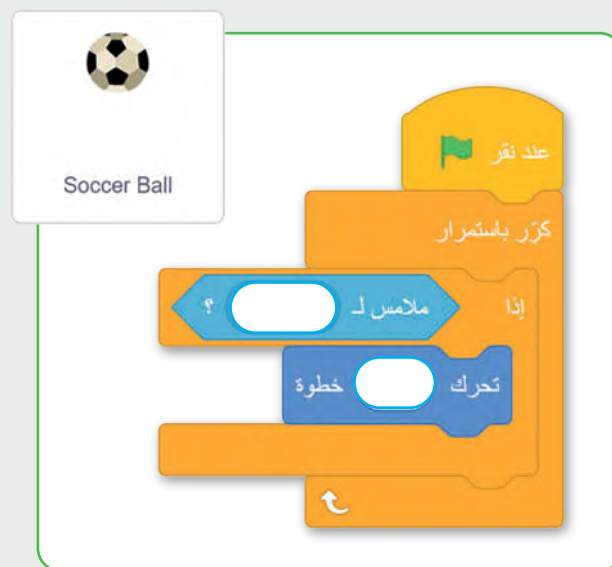 Soccer Ball
عند نقر
كرّر باستمرار
إذا ملامس لـ ؟
تحرك خطوة